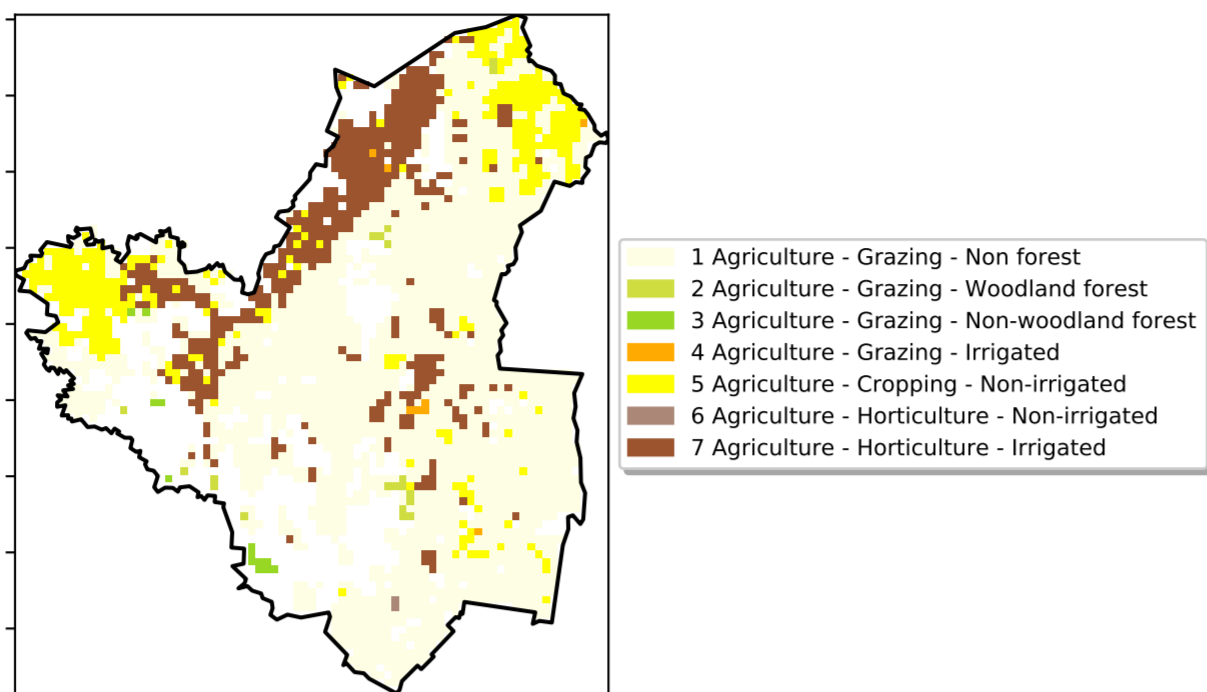 1 Agriculture - Grazing - Non forest
2 Agriculture - Grazing - Woodland forest
3 Agriculture - Grazing - Non-woodland forest
4 Agriculture - Grazing - Irrigated
5 Agriculture - Cropping - Non-irrigated
6 Agriculture - Horticulture - Non-irrigated
7 Agriculture - Horticulture - Irrigated